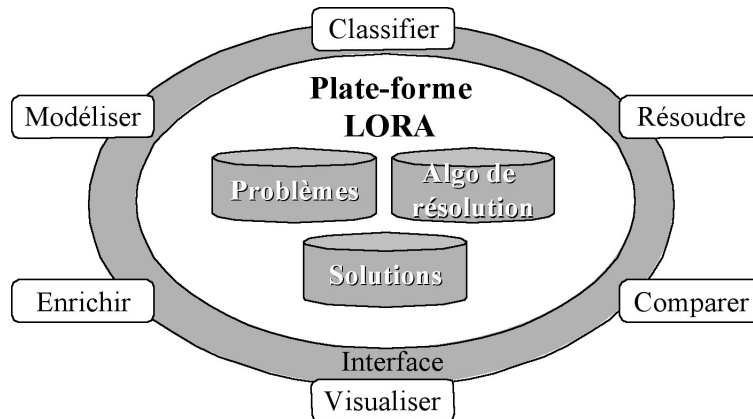 Classifier
Plate-forme
LORA
Modéliser
Résoudre
Problèmes
Algo de
résolution
Solutions
Enrichir
Comparer
Interface
Visualiser